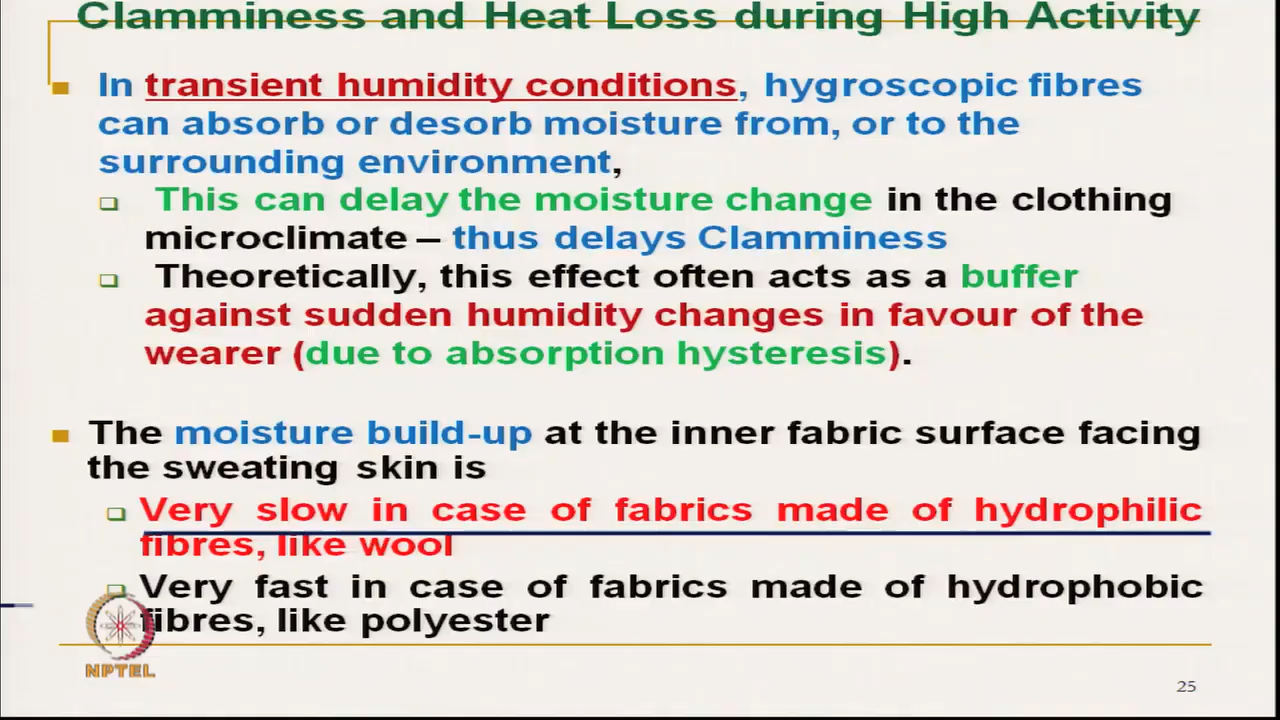 Clamminess and Heat Loss during High Activity
In transient humidity conditions, hygroscopic fibres
can absorb or desorb moisture from, or to the
surrounding environment,
This can delay the moisture change in the clothing
microclimate – thus delays Clamminess
Theoretically, this effect often acts as a buffer
against sudden humidity changes in favour of the
wearer (due to absorption hysteresis).
The moisture build-up at the inner fabric surface facing
the sweating skin is
Very slow in case of fabrics made of hydrophilic
fibres, like wool
Very fast in case of fabrics made of hydrophobic
fibres, like polyester
NPTEL
25